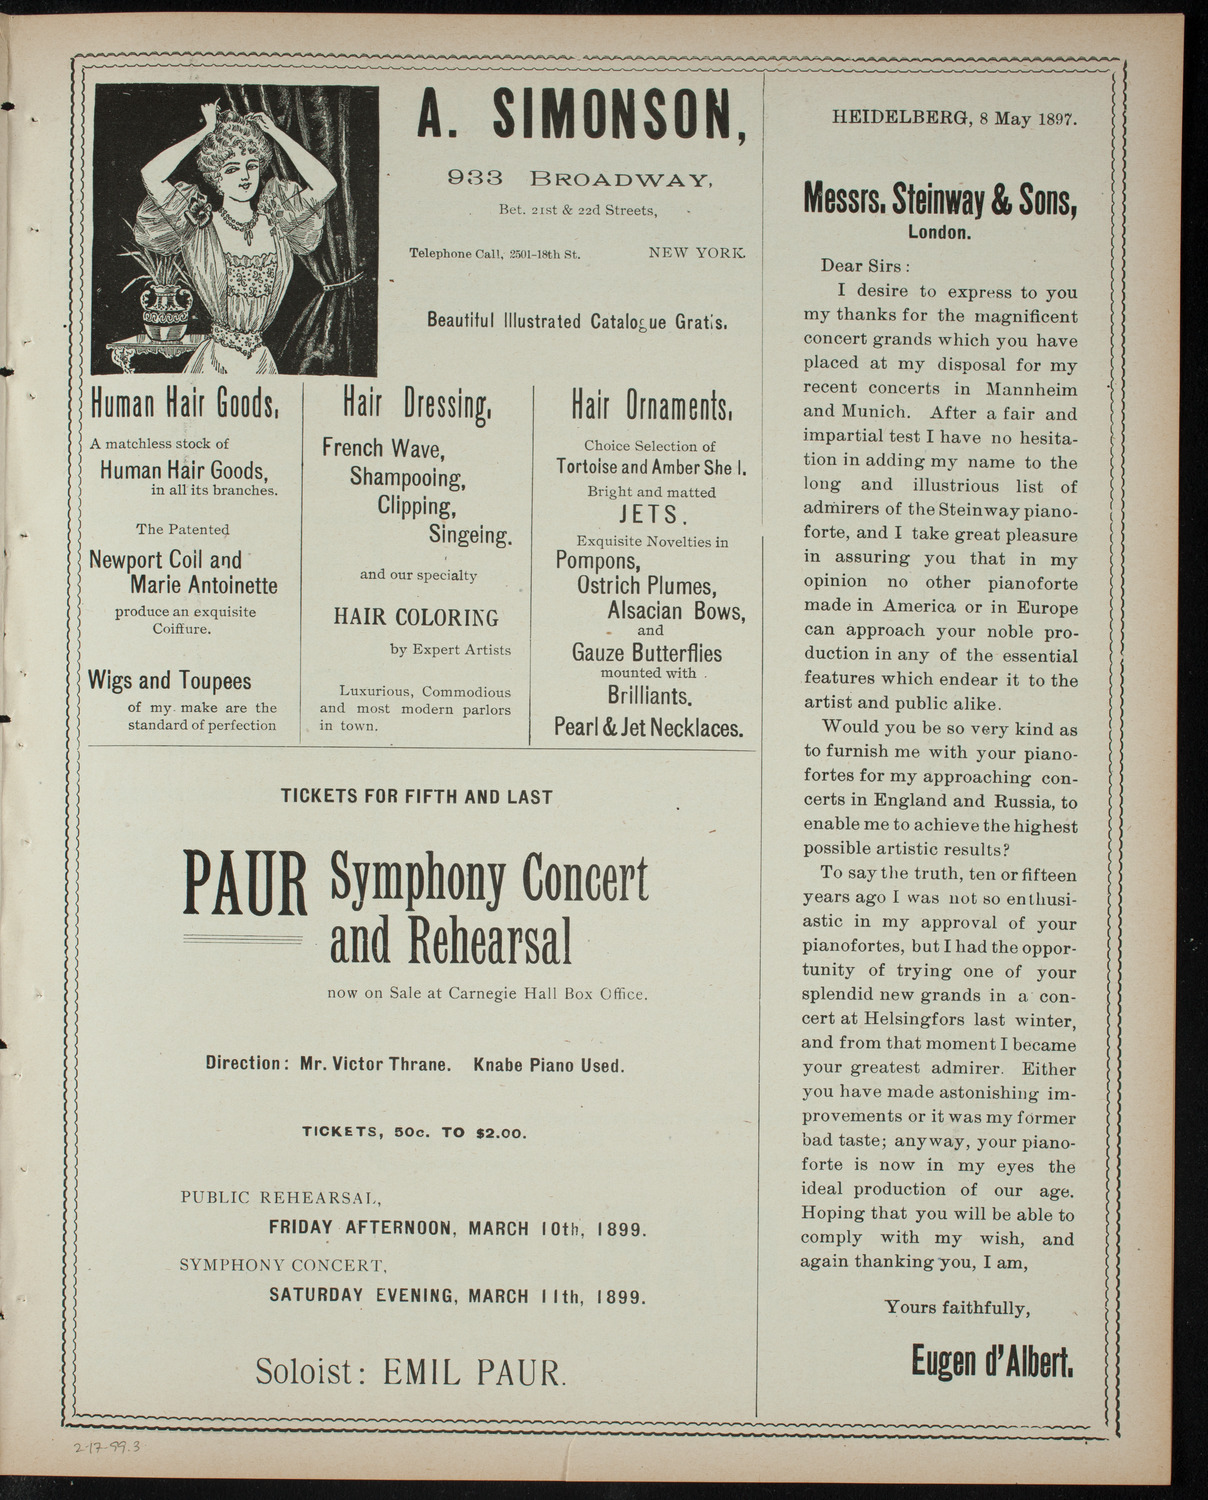 A. SIMONSON,
933 BROADWAY,
Bet. 21st & 22d Streets,
Telephone Call, 2501-18th St. NEW YORK.
Beautiful Illustrated Catalogue Gratis.
Human Hair Goods,
A matchless stock of
Human Hair Goods,
in all its branches.
The Patented
Newport Coil and
Marie Antoinette
produce an exquisite
Coiffure.
Wigs and Toupees
of my make are the
standard of perfection
Hair Dressing,
French Wave,
Shampooing,
Clipping,
Singeing.
and our specialty
HAIR COLORING
by Expert Artists
Luxurious, Commodious
and most modern parlors
in town.
Hair Ornaments,
Choice Selection of
Tortoise and Amber She l.
Bright and matted
JETS.
Exquisite Novelties in
Pompons,
Ostrich Plumes,
Alsacian Bows,
and
Gauze Butterflies
mounted with
Brilliants.
Pearl & Jet Necklaces.
TICKETS FOR FIFTH AND LAST
PAUR Symphony Concert
and Rehearsal
now on Sale at Carnegie Hall Box Office.
Direction: Mr. Victor Thrane. Knabe Piano Used.
TICKETS, 50c. TO $2.00.
PUBLIC REHEARSAL,
FRIDAY AFTERNOON, MARCH 10th, 1899.
SYMPHONY CONCERT,
SATURDAY EVENING, MARCH 11th, 1899.
Soloist: EMIL PAUR.
HEIDELBERG, 8 May 1897.
Messrs. Steinway & Sons,
London.
Dear Sirs:
I desire to express to you
my thanks for the magnificent
concert grands which you have
placed at my disposal for my
recent concerts in Mannheim
and Munich. After a fair and
impartial test I have no hesita-
tion in adding my name to the
long and illustrious list of
admirers of the Steinway piano-
forte, and I take great pleasure
in assuring you that in my
opinion no other pianoforte
made in America or in Europe
can approach your noble pro-
duction in any of the essential
features which endear it to the
artist and public alike.
Would you be so very kind as
to furnish me with your piano-
fortes for my approaching con-
certs in England and Russia, to
enable me to achieve the highest
possible artistic results?
To say the truth, ten or fifteen
years ago I was not so enthusi-
astic in my approval of your
pianofortes, but I had the oppor-
tunity of trying one of your
splendid new grands in a con-
cert at Helsingfors last winter,
and from that moment I became
your greatest admirer. Either
you have made astonishing im-
provements or it was my former
bad taste; anyway, your piano-
forte is now in my eyes the
ideal production of our age.
Hoping that you will be able to
comply with my wish, and
again thanking you, I am,
Yours faithfully,
Eugen d'Albert.
2-17-99.3